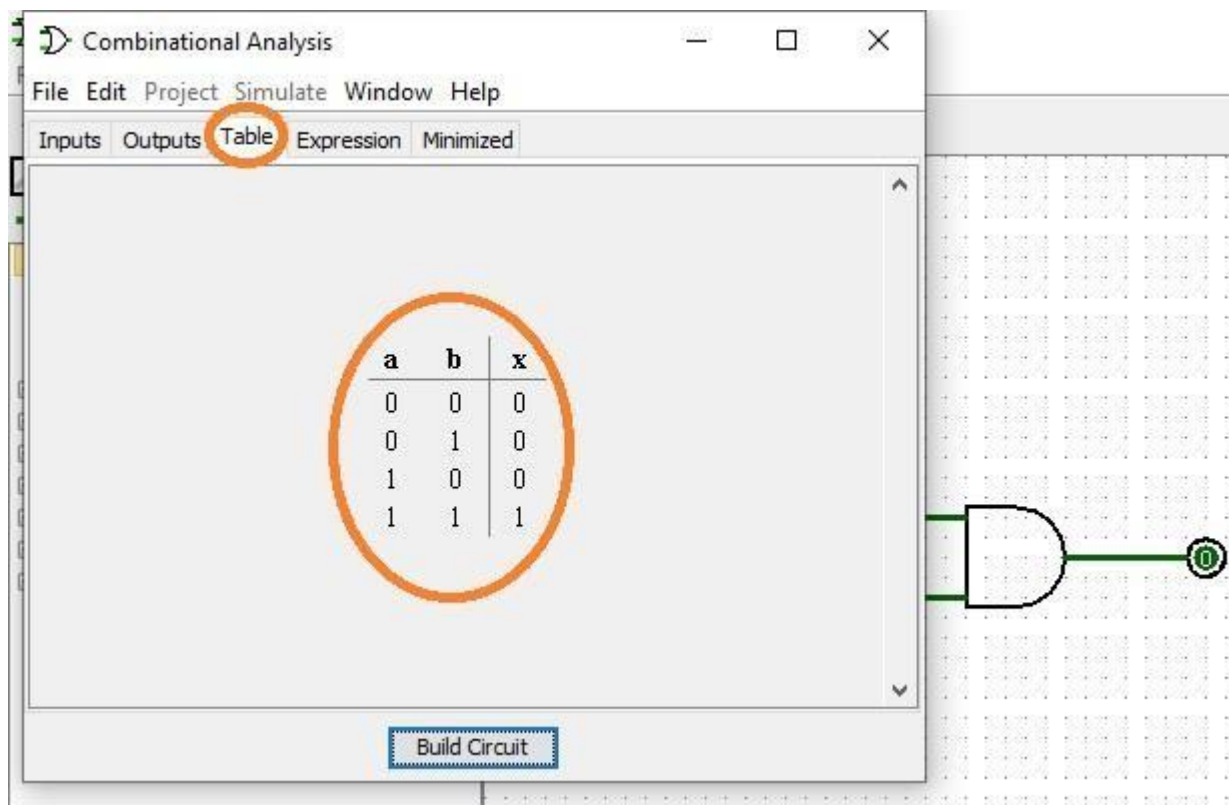 Combinational Analysis
File Edit Project Simulate Window Help
Inputs Outputs Table Expression Minimized
a b x
0 0 0
0 1 0
1 0 0
1 1 1
0
Build Circuit